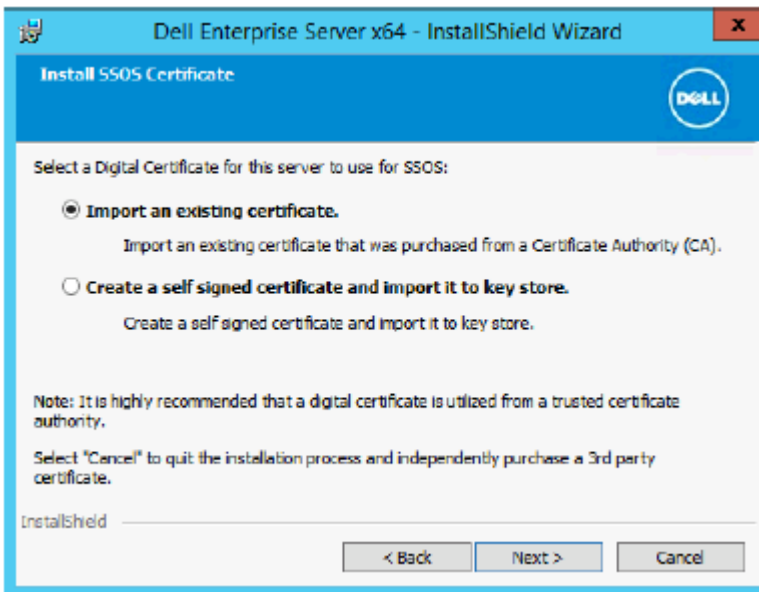 Dell Enterprise Server x64 - InstallShield Wizard
x
Install SSOS Certificate
DELL
Select a Digital Certificate for this server to use for SSOS:
Import an existing certificate.
Import an existing certificate that was purchased from a Certificate Authority (CA).
Create a self signed certificate and import it to key store.
Create a self signed certificate and import it to key store.
Note: It is highly recommended that a digital certificate is utilized from a trusted certificate
authority.
Select "Cancel" to quit the installation process and independently purchase a 3rd party
certificate.
InstallShield
< Back Next > Cancel